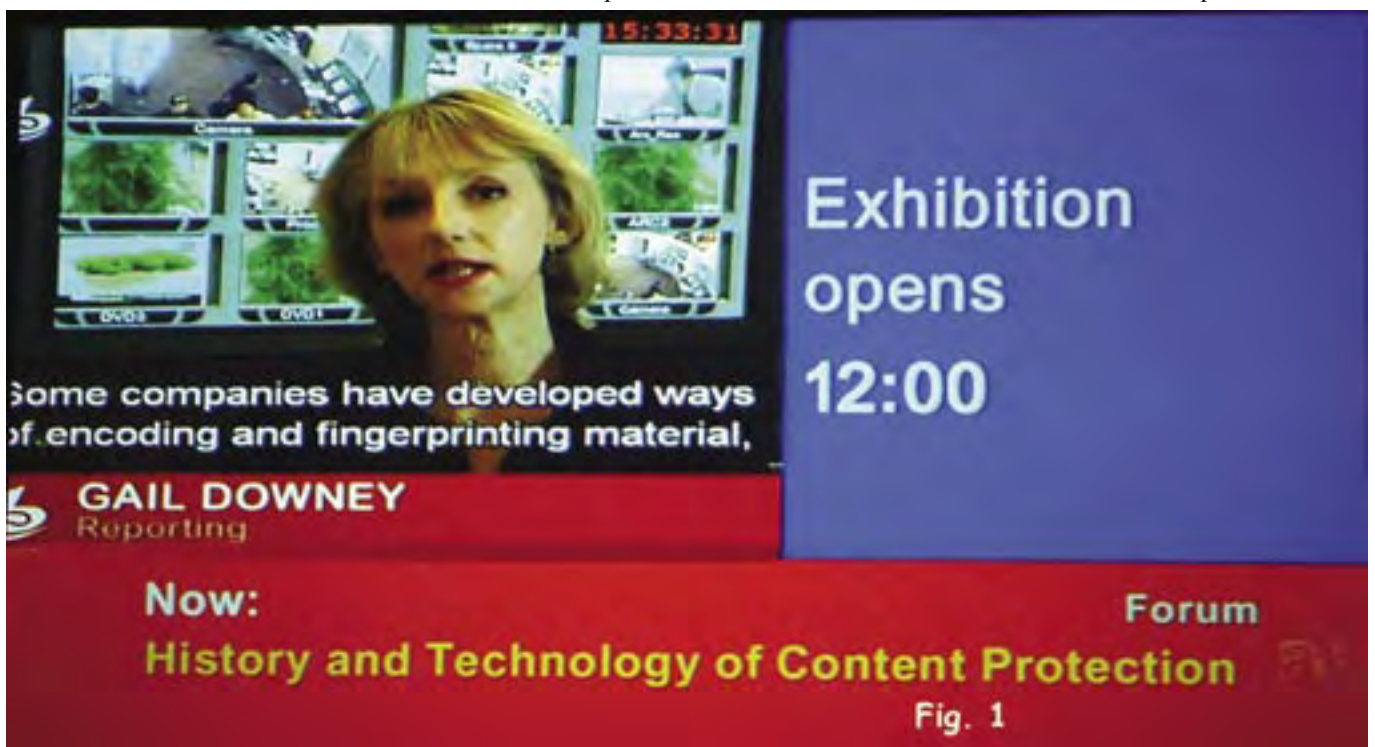 15:33:31
Camera
DVD3
DVD1
Camera
Some companies have developed ways
of encoding and fingerprinting material,
GAIL DOWNEY
Reporting
Exhibition
opens
12:00
Now:
Forum
History and Technology of Content Protection
Fig. 1